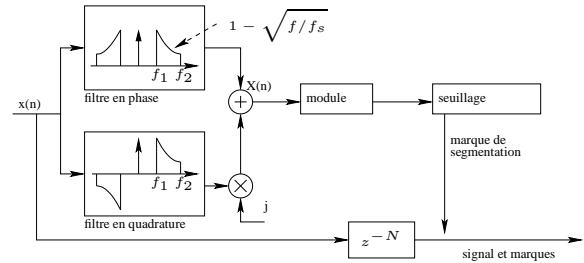 1 − √f/fs
f1 f2
X(n)
x(n)
filtre en phase
module
seuillage
f1 f2
marque de
segmentation
j
filtre en quadrature
z−N
signal et marques